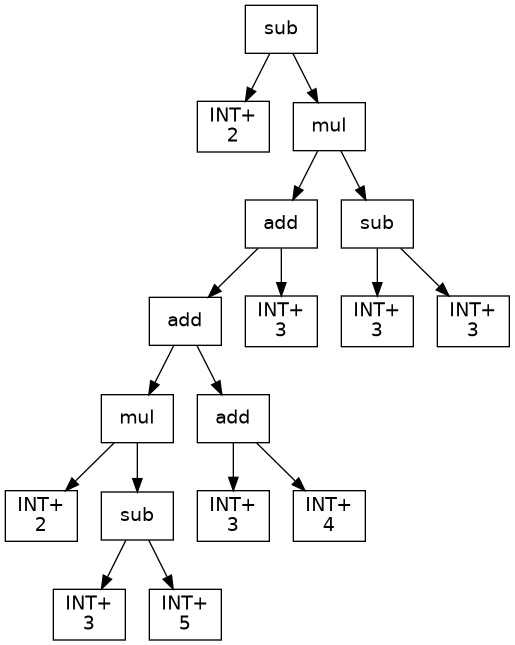 sub
INT+
2
mul
add
sub
add
INT+
3
INT+
3
INT+
3
mul
add
INT+
2
sub
INT+
3
INT+
4
INT+
3
INT+
5